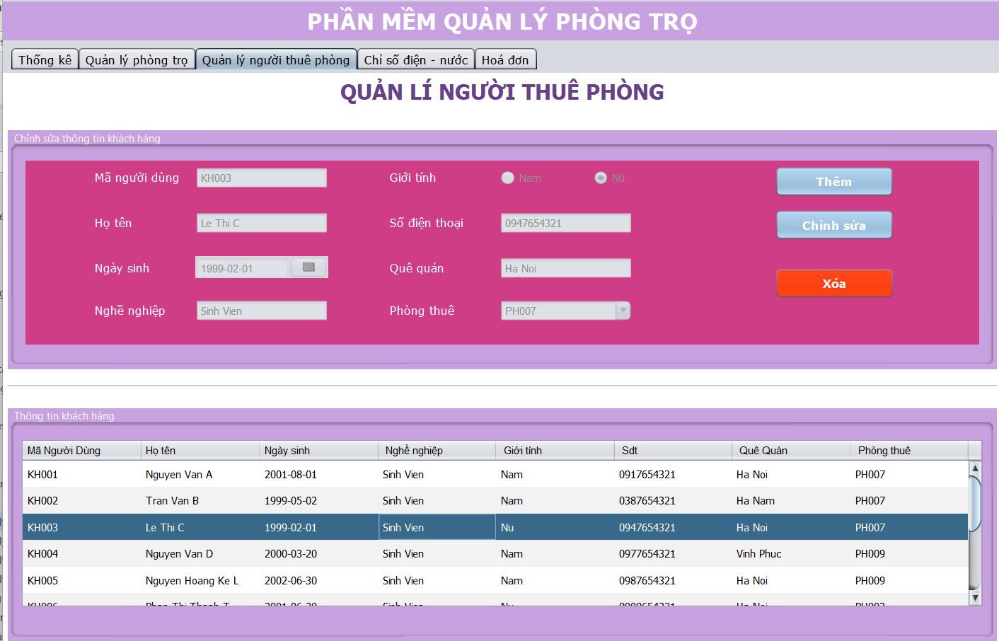 PHẦN MỀM QUẢN LÝ PHÒNG TRỌ
Thống kê Quản lý phòng trọ Quản lý người thuê phòng Chỉ số điện - nước Hoá đơn
QUẢN LÍ NGƯỜI THUÊ PHÒNG
Chỉnh sửa thông tin khách hàng
Mã người dùng KH003 Giới tính Nam Nữ Thêm
Họ tên Le Thi C Số điện thoại 0947654321 Chỉnh sửa
Ngày sinh 1999-02-01 Quê quán Ha Noi Xóa
Nghề nghiệp Sinh Vien Phòng thuê PH007
Thông tin khách hàng
Mã Người Dùng Họ tên Ngày sinh Nghề nghiệp Giới tính Sdt Quê Quán Phòng thuê
KH001 Nguyen Van A 2001-08-01 Sinh Vien Nam 0917654321 Ha Noi PH007
KH002 Tran Van B 1999-05-02 Sinh Vien Nam 0387654321 Ha Nam PH007
KH003 Le Thi C 1999-02-01 Sinh Vien Nu 0947654321 Ha Noi PH007
KH004 Nguyen Van D 2000-03-20 Sinh Vien Nam 0977654321 Vinh Phuc PH009
KH005 Nguyen Hoang Ke L 2002-06-30 Sinh Vien Nam 0987654321 Ha Noi PH009